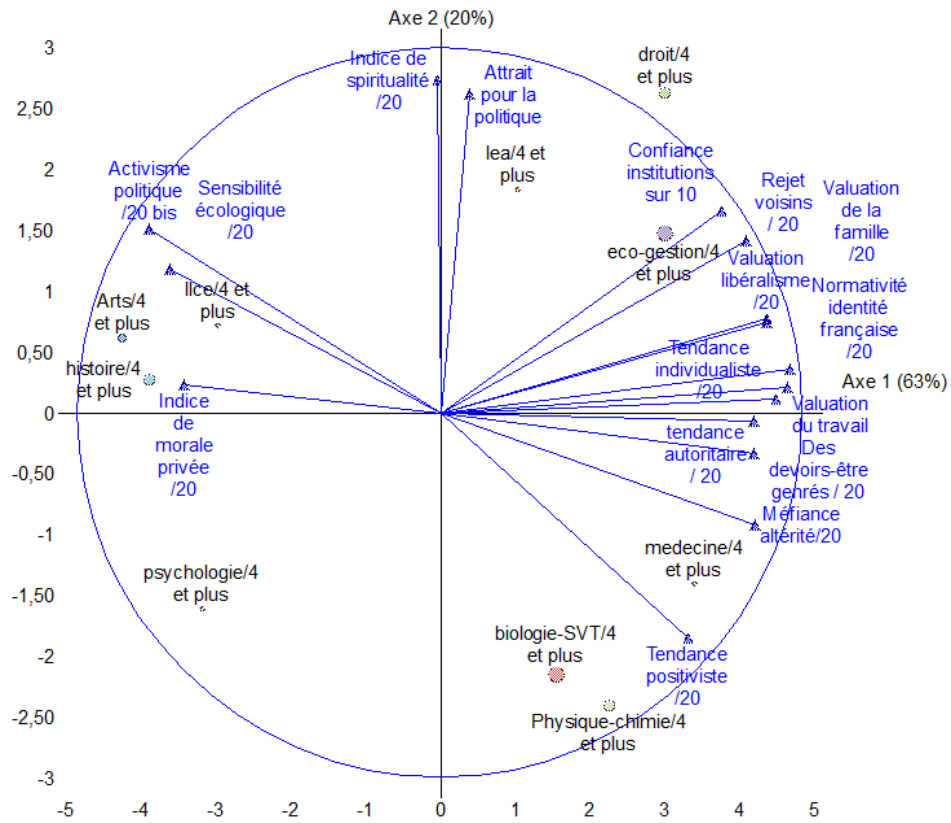 Axe 2 (20%)
3
2,50
2
1,50
1
0,50
0
-0,50
-1
-1,50
-2
-2,50
-3
-5
-4
-3
-2
-1
0
1
2
3
4
5
Axe 1 (63%)
Indice de
spiritualité
/20
Attrait
pour la
politique
droit/4
et plus
lea/4 et
plus
Confiance
institutions
sur 10
Rejet
voisins
/ 20
Valuation
de la
famille
/20
Activisme
politique
/20 bis
Sensibilité
écologique
/20
eco-gestion/4
et plus
Valuation
libéralisme
/20
Normativité
identité
française
/20
Arts/4
et plus
llce/4 et
plus
histoire/4
et plus
Tendance
individualiste
/20
Indice
de
morale
privée
/20
Valuation
du travail
tendance
autoritaire
/ 20
Des
devoirs-être
genrés / 20
Méfiance
altérité/20
medecine/4
et plus
psychologie/4
et plus
biologie-SVT/4
et plus
Tendance
positiviste
/20
Physique-chimie/4
et plus